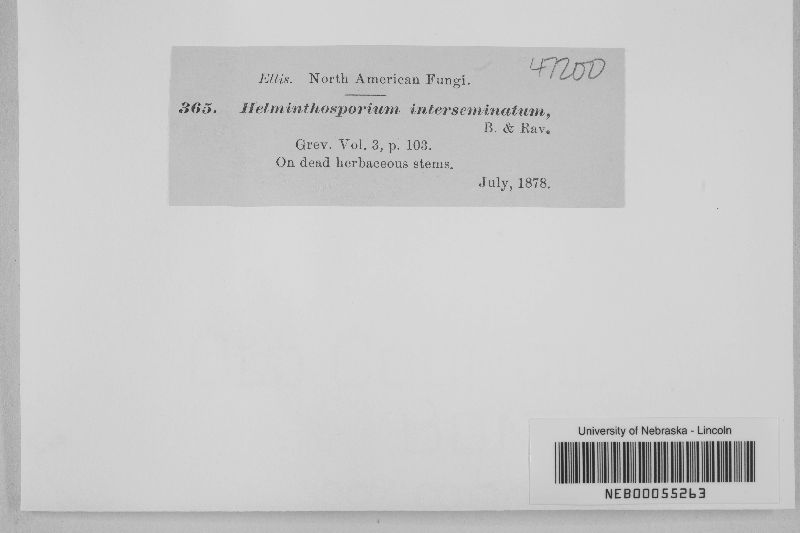 47200
Ellis. North American Fungi.
365. Helminthosporium interseminatum,
B. & Rav.
Grev. Vol. 3, p. 103.
On dead herbaceous stems.
July, 1878.
University of Nebraska - Lincoln
NEB00055263